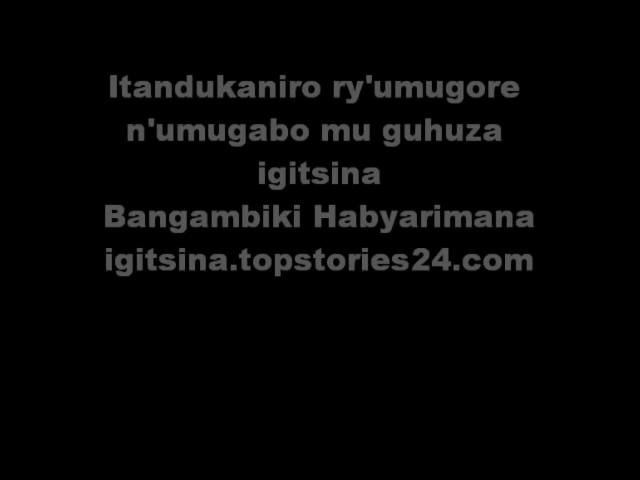 Itandukaniro ry'umugore
n'umugabo mu guhuza
igitsina
Bangambiki Habyarimana
igitsina.topstories24.com